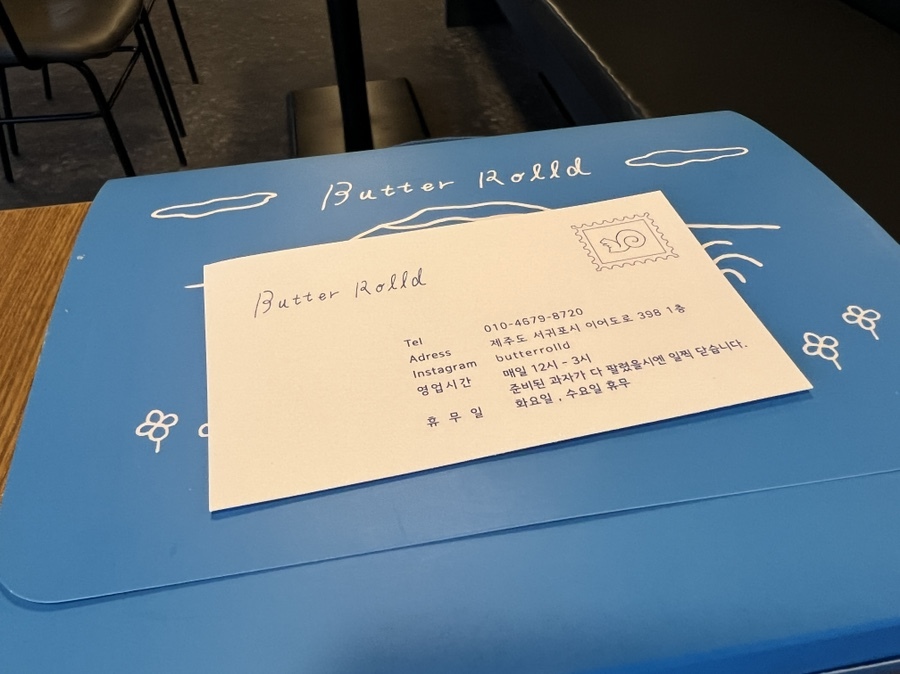 Butter Rolld
Butter Rolld
Tel 010-4679-8720
Adress 제주도 서귀포시 이어도로 398 1층
Instagram butterrolld
영업시간 매일 12시 - 3시
준비된 과자가 다 팔렸을시엔 일찍 닫습니다.
휴 무 일 화요일 , 수요일 휴무